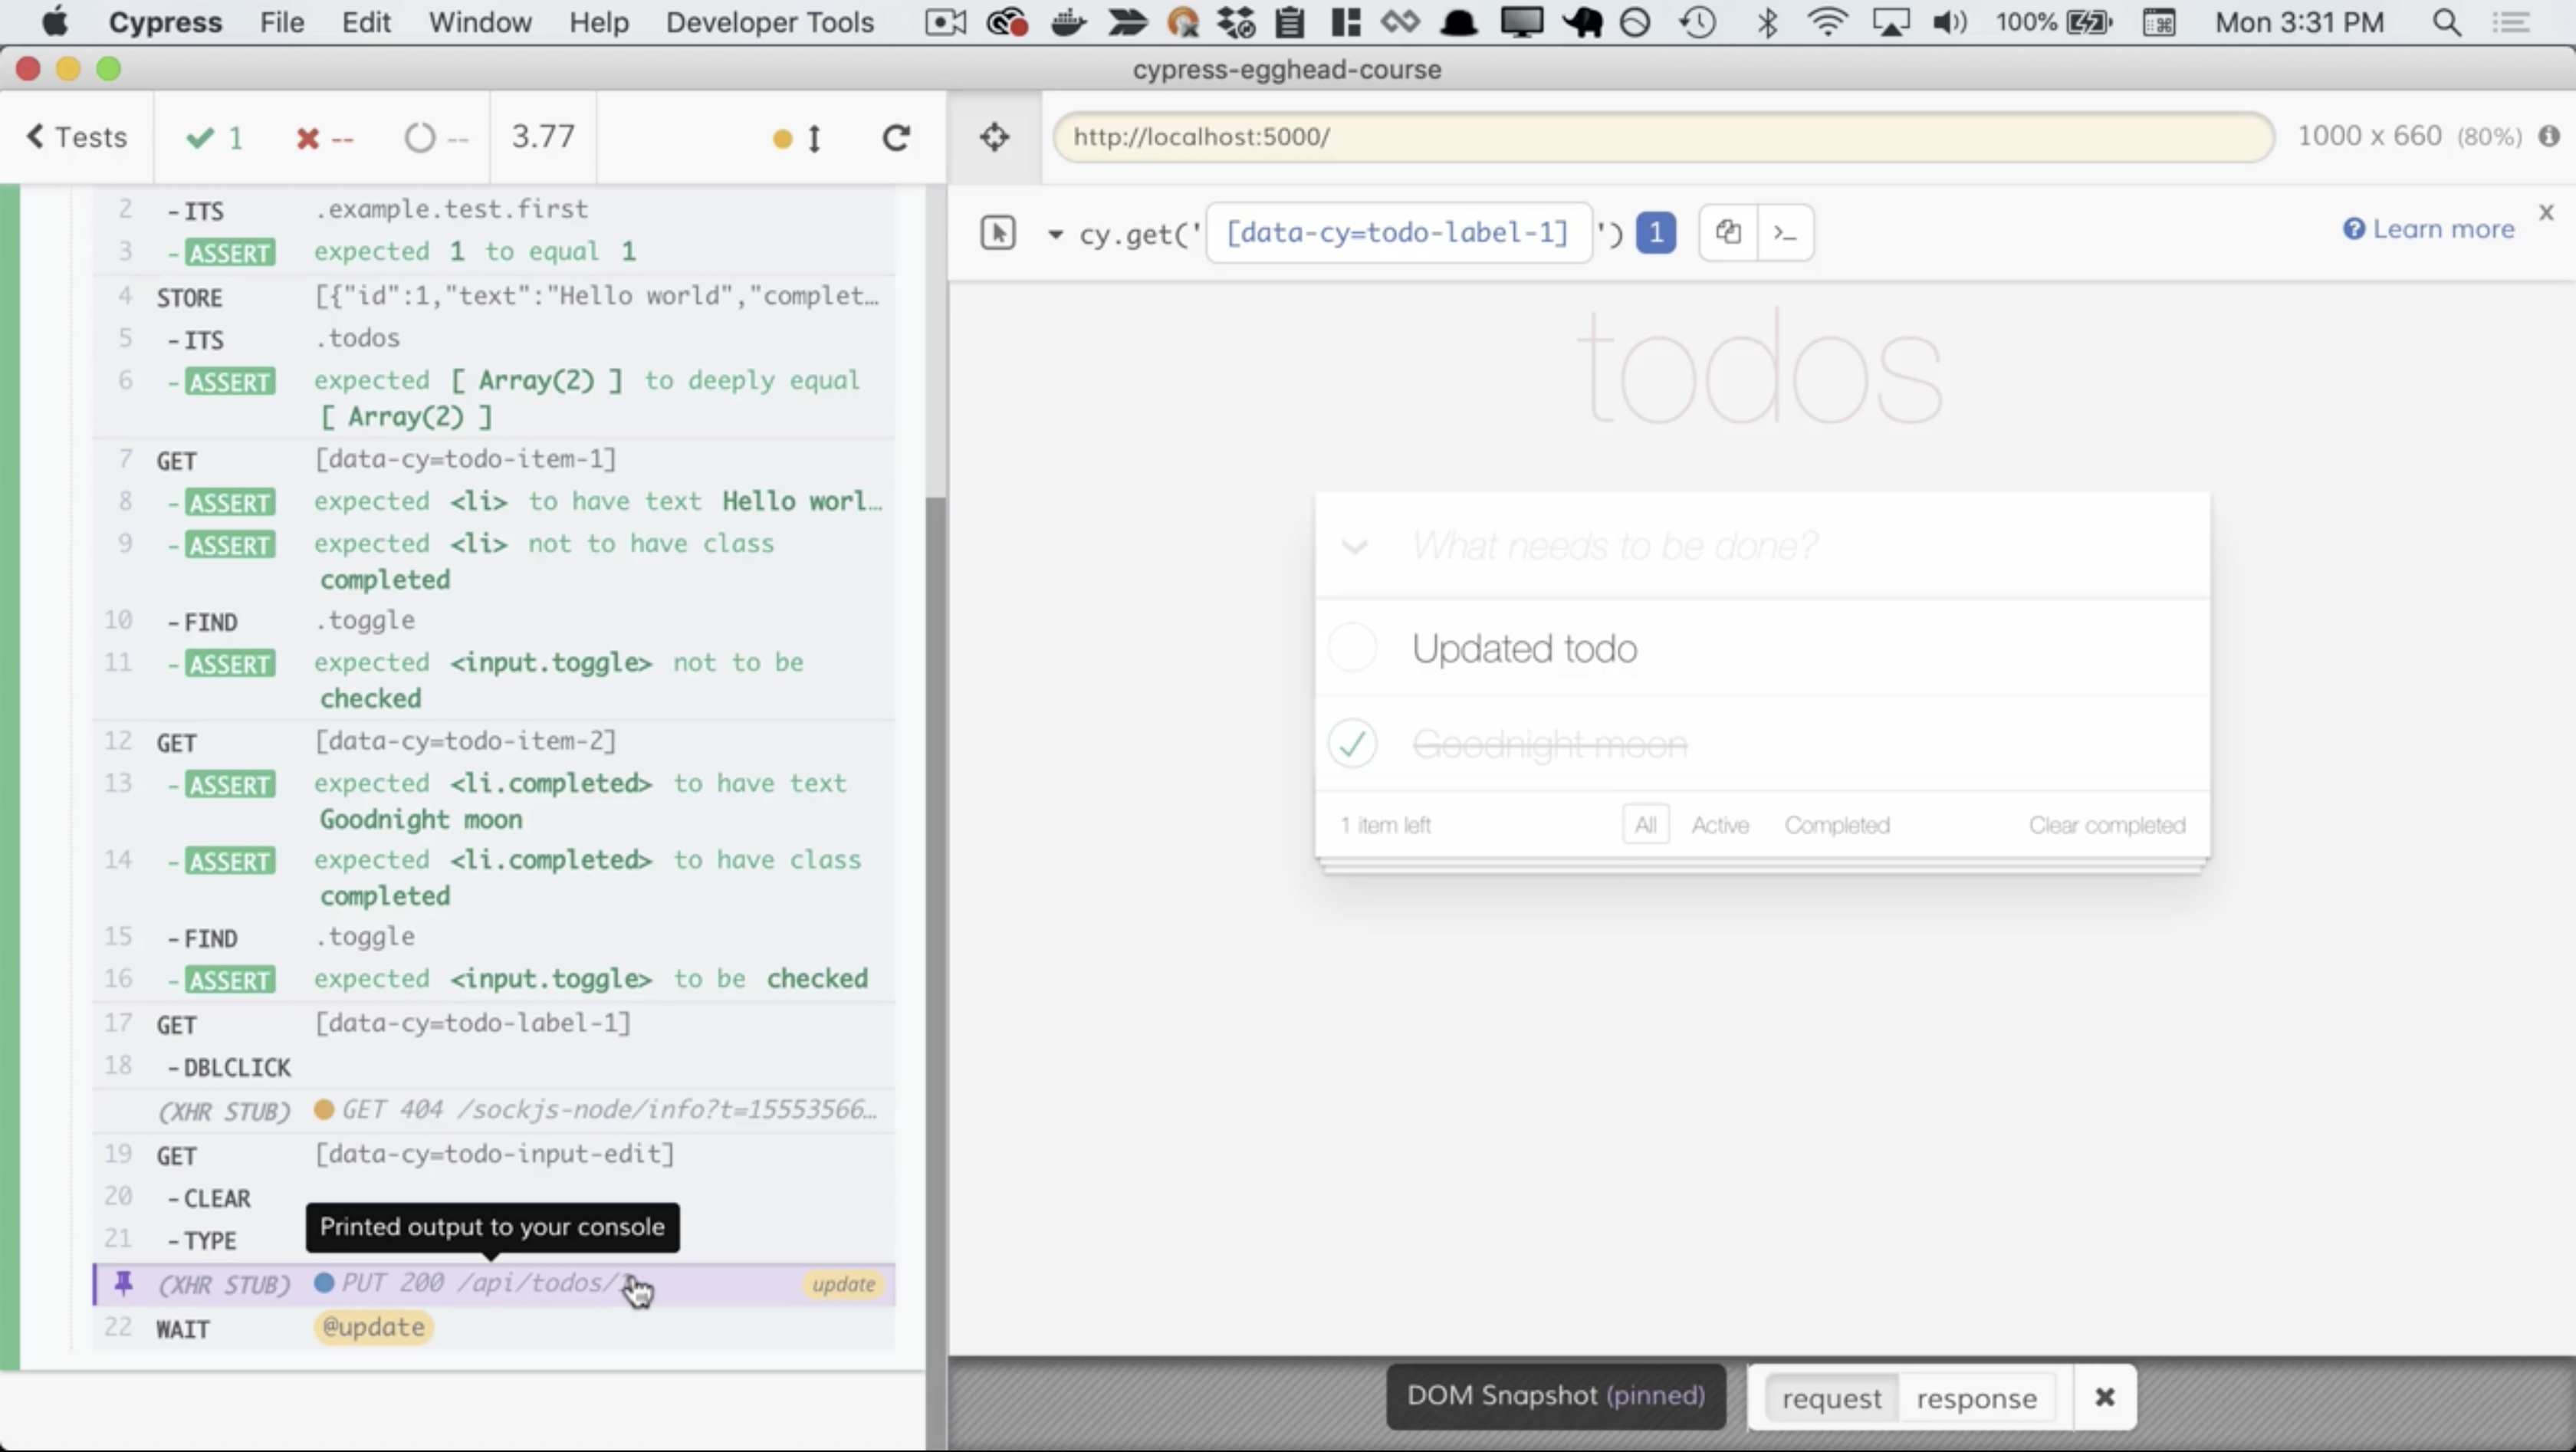 Cypress File Edit Window Help Developer Tools 100% Mon 3:31 PM
cypress-egghead-course
Tests 1 -- -- 3.77
http://localhost:5000/ 1000 x 660 (80%)
cy.get(' [data-cy=todo-label-1] ') 1 >_ Learn more x
2 -ITS .example.test.first
3 -ASSERT expected 1 to equal 1
4 STORE [{"id":1,"text":"Hello world","complet…
5 -ITS .todos
6 -ASSERT expected [ Array(2) ] to deeply equal
[ Array(2) ]
7 GET [data-cy=todo-item-1]
8 -ASSERT expected <li> to have text Hello worl…
9 -ASSERT expected <li> not to have class
completed
10 -FIND .toggle
11 -ASSERT expected <input.toggle> not to be
checked
12 GET [data-cy=todo-item-2]
13 -ASSERT expected <li.completed> to have text
Goodnight moon
14 -ASSERT expected <li.completed> to have class
completed
15 -FIND .toggle
16 -ASSERT expected <input.toggle> to be checked
17 GET [data-cy=todo-label-1]
18 -DBLCLICK
(XHR STUB) GET 404 /sockjs-node/info?t=15553566…
19 GET [data-cy=todo-input-edit]
20 -CLEAR
Printed output to your console
21 -TYPE
(XHR STUB) PUT 200 /api/todos/ update
22 WAIT @update
todos
What needs to be done?
Updated todo
Goodnight moon
1 item left All Active Completed Clear completed
DOM Snapshot (pinned) request response